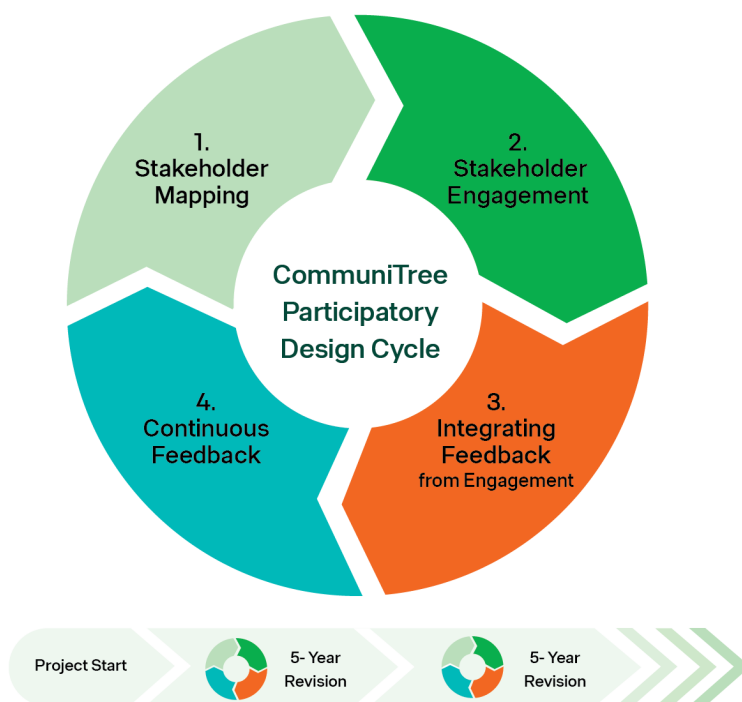 1.
Stakeholder
Mapping
2.
Stakeholder
Engagement
CommuniTree
Participatory
Design Cycle
4.
Continuous
Feedback
3.
Integrating
Feedback
from Engagement
Project Start
5- Year
Revision
5- Year
Revision